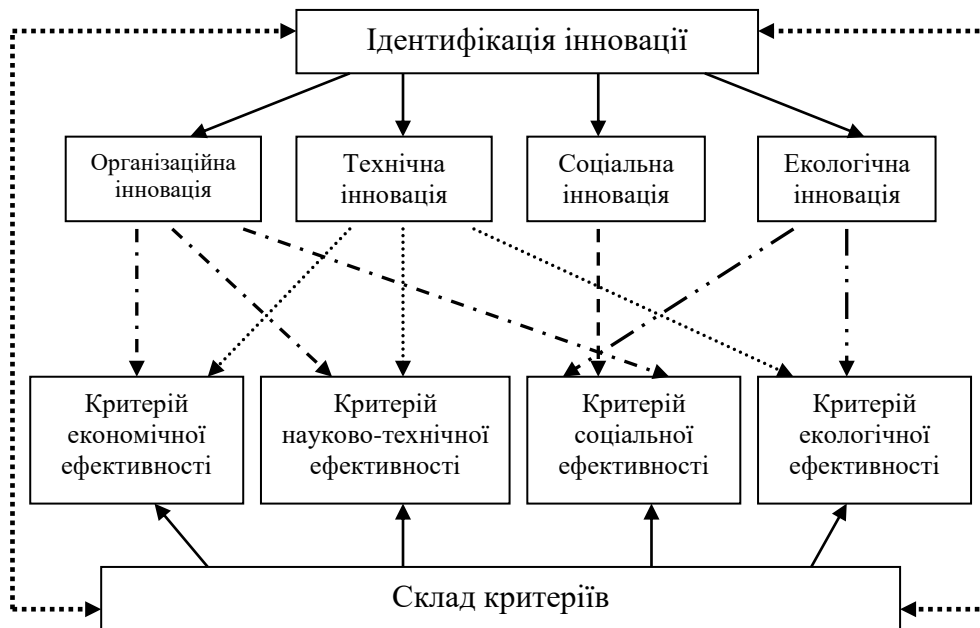 Ідентифікація інновації
Організаційна
інновація
Технічна
інновація
Соціальна
інновація
Екологічна
інновація
Критерій
економічної
ефективності
Критерій
науково-технічної
ефективності
Критерій
соціальної
ефективності
Критерій
екологічної
ефективності
Склад критеріїв